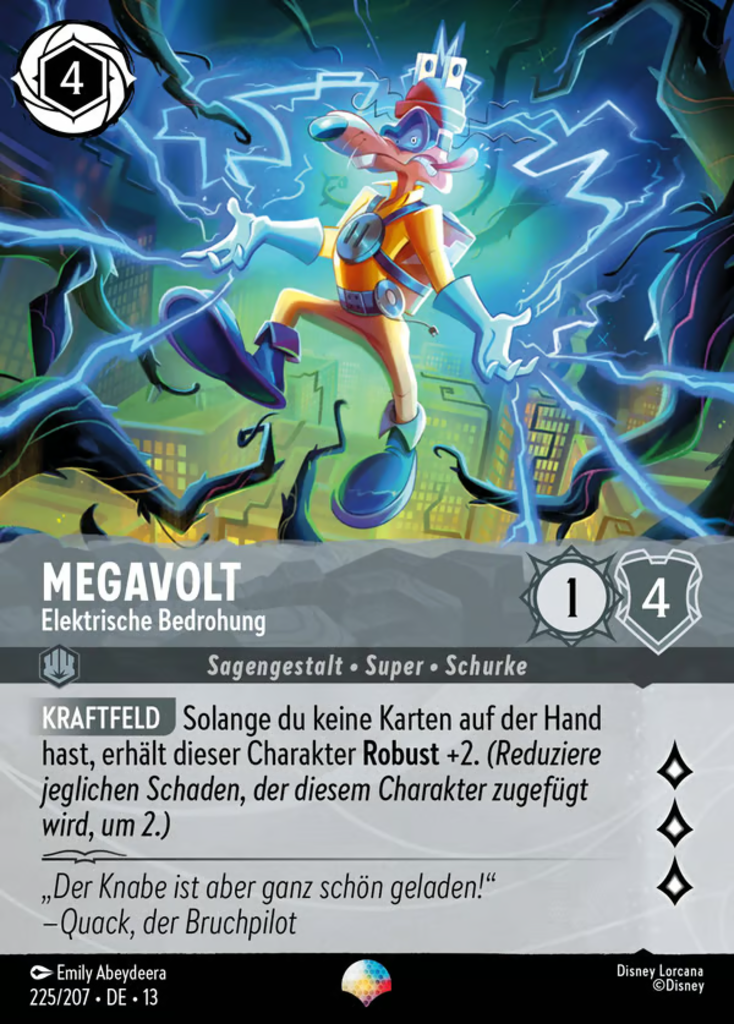 4
MEGAVOLT
Elektrische Bedrohung
1
4
Sagengestalt • Super • Schurke
KRAFTFELD Solange du keine Karten auf der Hand
hast, erhält dieser Charakter Robust +2. (Reduziere
jeglichen Schaden, der diesem Charakter zugefügt
wird, um 2.)
„Der Knabe ist aber ganz schön geladen!“
—Quack, der Bruchpilot
Emily Abeydeera
225/207 • DE • 13
Disney Lorcana
©Disney